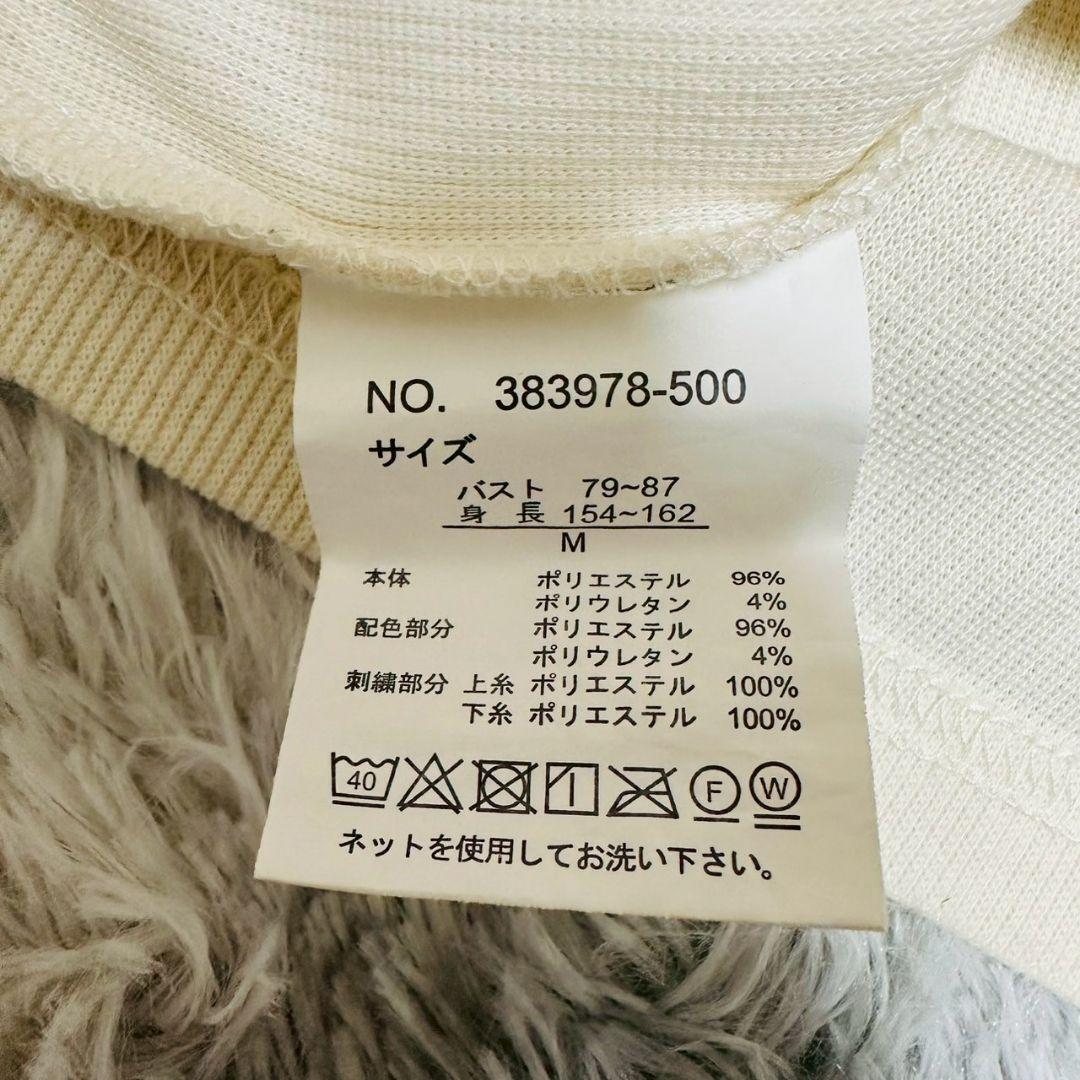 NO. 383978-500
サイズ
バスト 79~87
身 長 154~162
M
本体 ポリエステル 96%
ポリウレタン 4%
配色部分 ポリエステル 96%
ポリウレタン 4%
刺繍部分 上糸 ポリエステル 100%
下糸 ポリエステル 100%
40 F W
ネットを使用してお洗い下さい。